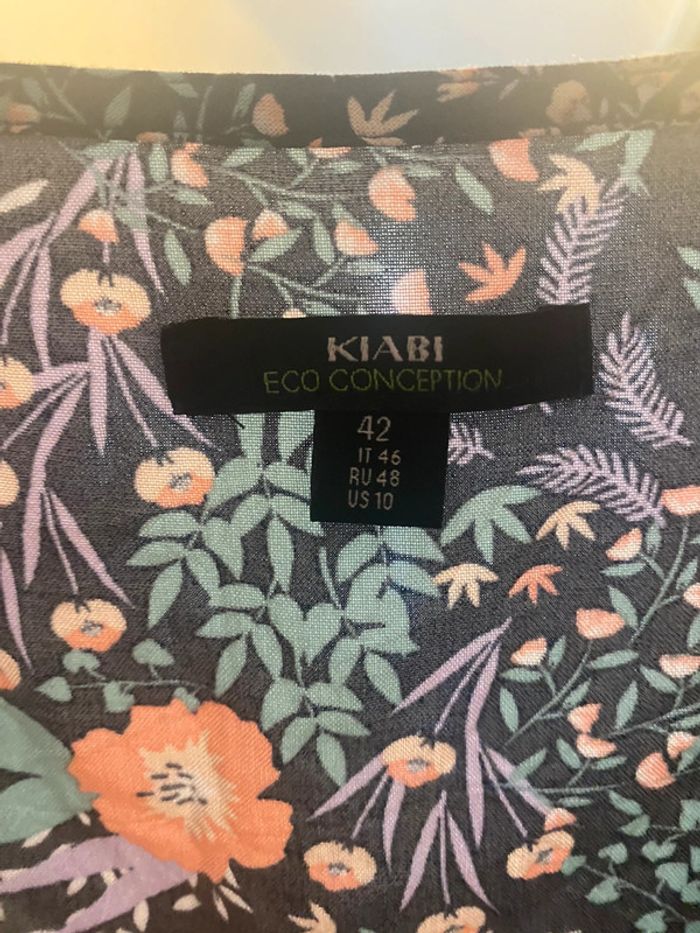 KIABI
ECO CONCEPTION
42
IT 46
RU 48
US 10